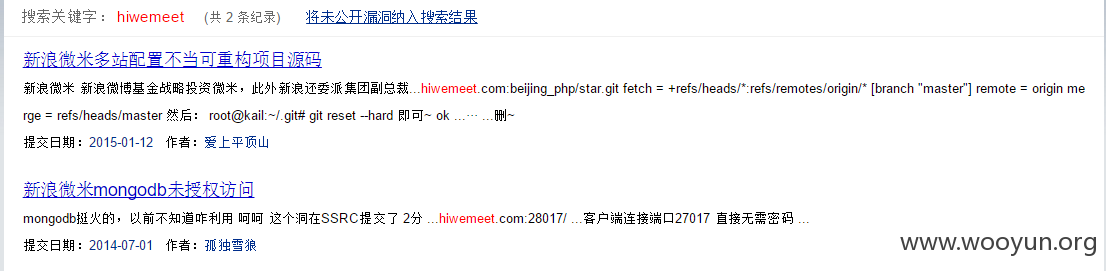 搜索关键字：hiwemeet （共 2 条纪录） 将未公开漏洞纳入搜索结果
新浪微米多站配置不当可重构项目源码
新浪微米 新浪微博基金战略投资微米，此外新浪还委派集团副总裁...hiwemeet.com:beijing_php/star.git fetch = +refs/heads/*:refs/remotes/origin/* [branch "master"] remote = origin me
rge = refs/heads/master 然后： root@kail:~/.git# git reset --hard 即可~ ok ...… ...删~
提交日期：2015-01-12 作者：爱上平顶山
新浪微米mongodb未授权访问
mongodb挺火的，以前不知道咋利用 呵呵 这个洞在SSRC提交了 2分 ...hiwemeet.com:28017/ ...客户端连接端口27017 直接无需密码 ...
提交日期：2014-07-01 作者：孤独雪狼
www.wooyun.org